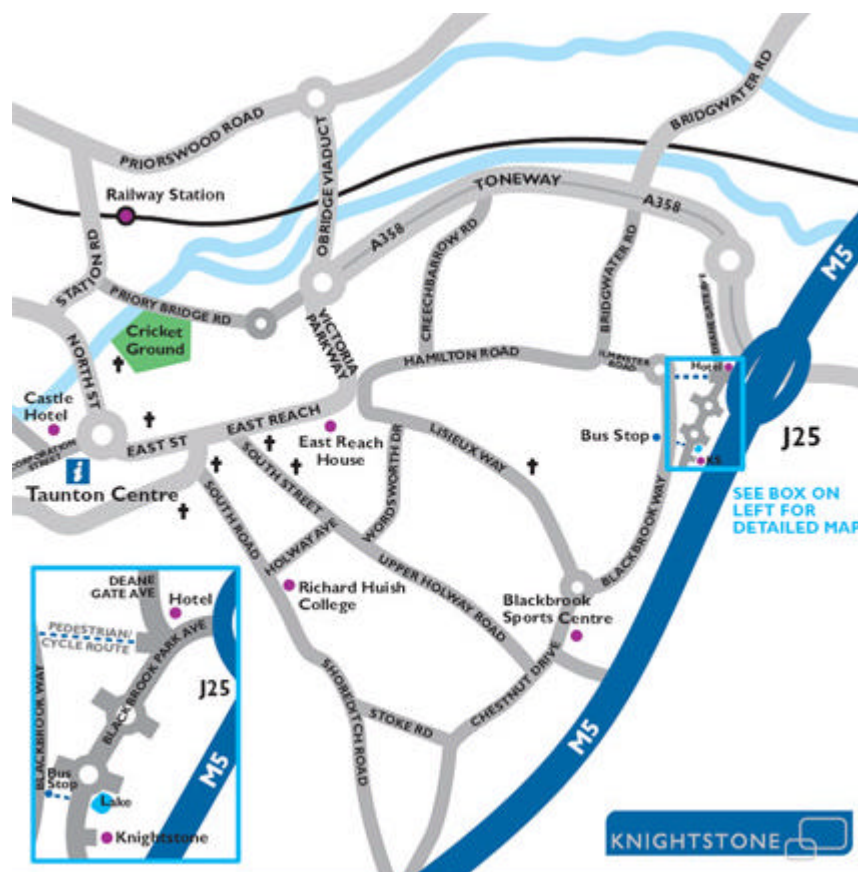 BRIDGWATER RD
PRIORSWOOD ROAD
OBRIDGE VIADUCT
TONEWAY
Railway Station
A358
A358
STATION RD
CREECHBARROW RD
BRIDGWATER RD
M5
PRIORY BRIDGE RD
VICTORIA
PARKWAY
Cricket
Ground
NORTH ST
HAMILTON ROAD
ILMINSTER
ROAD
Hotel
Castle
Hotel
EAST REACH
EAST ST
CORPORATION
STREET
East Reach
House
LISIEUX WAY
Bus Stop
J25
KS
i
Taunton Centre
SOUTH STREET
WORDSWORTH DR
SEE BOX ON
LEFT FOR
DETAILED MAP
SOUTH ROAD
HOLWAY AVE
UPPER HOLWAY ROAD
BLACKBROOK WAY
Richard Huish
College
Blackbrook
Sports Centre
DEANE
GATE AVE
Hotel
PEDESTRIAN/
CYCLE ROUTE
BLACKBROOK PARK AVE
J25
BLACKBROOK WAY
SHOREDITCH ROAD
STOKE RD
CHESTNUT DRIVE
M5
M5
Bus
Stop
Lake
Knightstone
KNIGHTSTONE